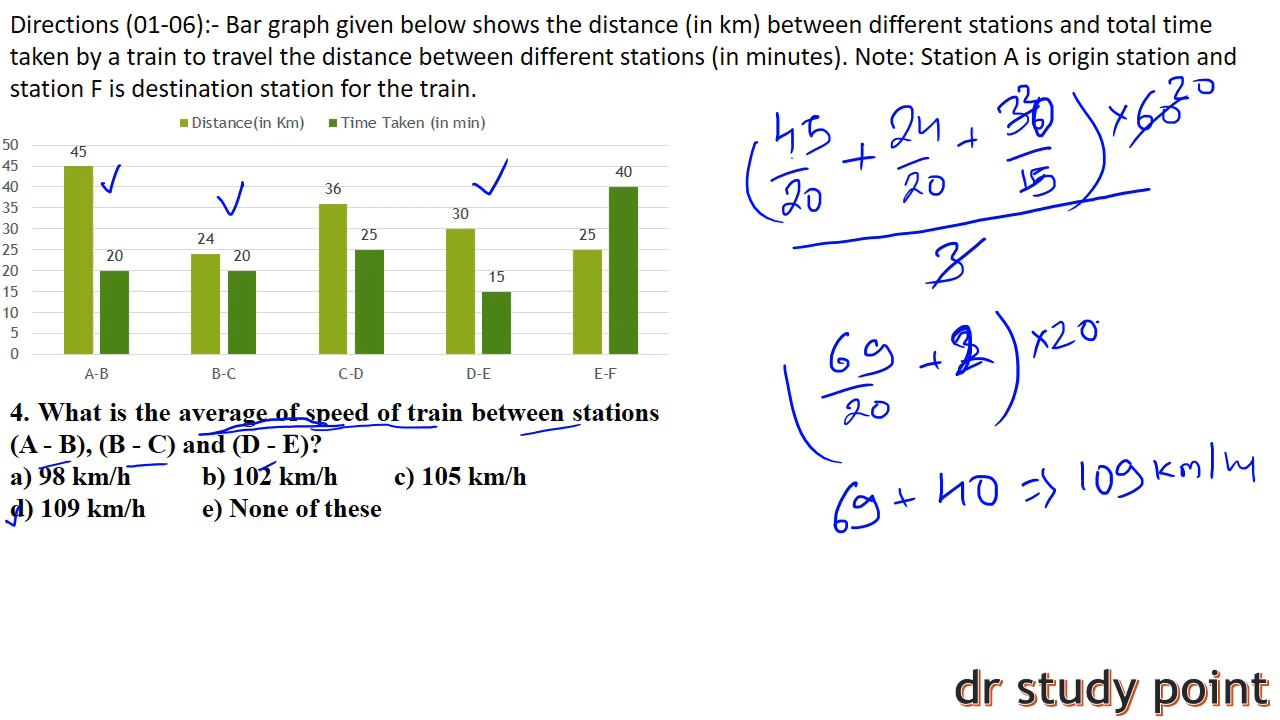 Directions (01-06):- Bar graph given below shows the distance (in km) between different stations and total time
taken by a train to travel the distance between different stations (in minutes). Note: Station A is origin station and
station F is destination station for the train.
Distance(in Km) Time Taken (in min)
50
45
40
35
30
25
20
15
10
5
0
45 20 24 20 36 25 30 15 25 40
A-B B-C C-D D-E E-F
4. What is the average of speed of train between stations
(A - B), (B - C) and (D - E)?
a) 98 km/h b) 102 km/h c) 105 km/h
d) 109 km/h e) None of these
(45/20 + 24/20 + 30/15) × 60 20
3
(69/20 + 2) × 20
69 + 40 ⇒ 109 km/h
dr study point